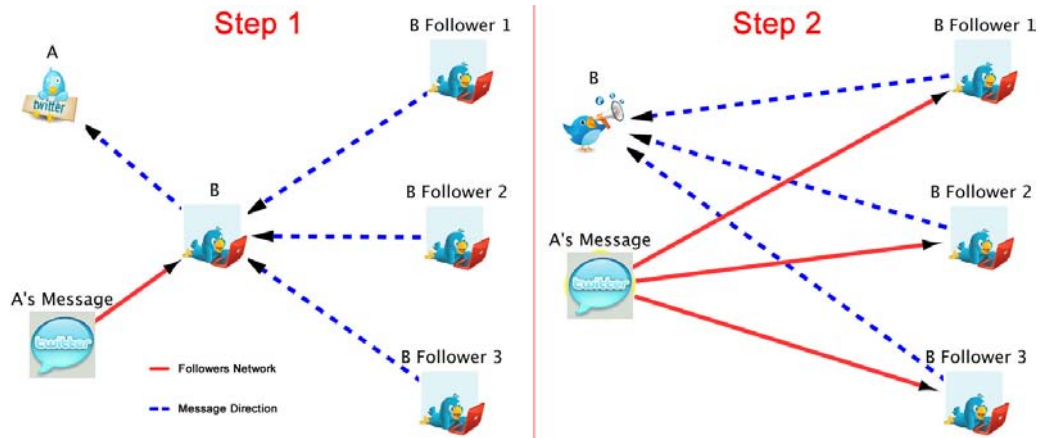 Step 1
A
twitter
B Follower 1
B
B Follower 2
A's Message
twitter
B Follower 3
Followers Network
Message Direction
Step 2
B Follower 1
B
B Follower 2
A's Message
twitter
B Follower 3